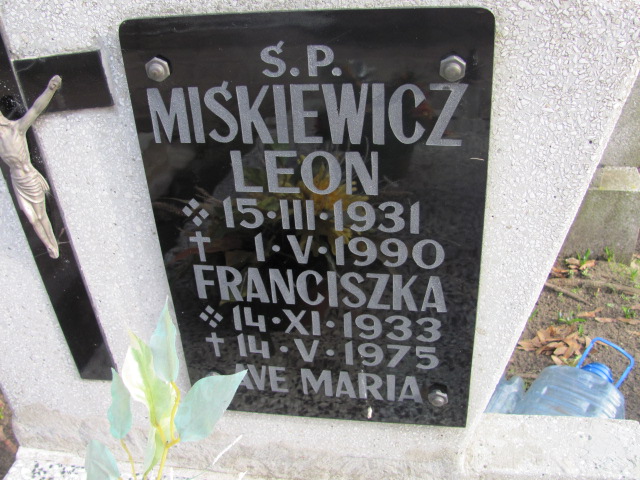 Ś.P.
MIŚKIEWICZ
LEON
15·III·1931
† 1·V·1990
FRANCISZKA
14·XI·1933
† 14·V·1975
AVE MARIA